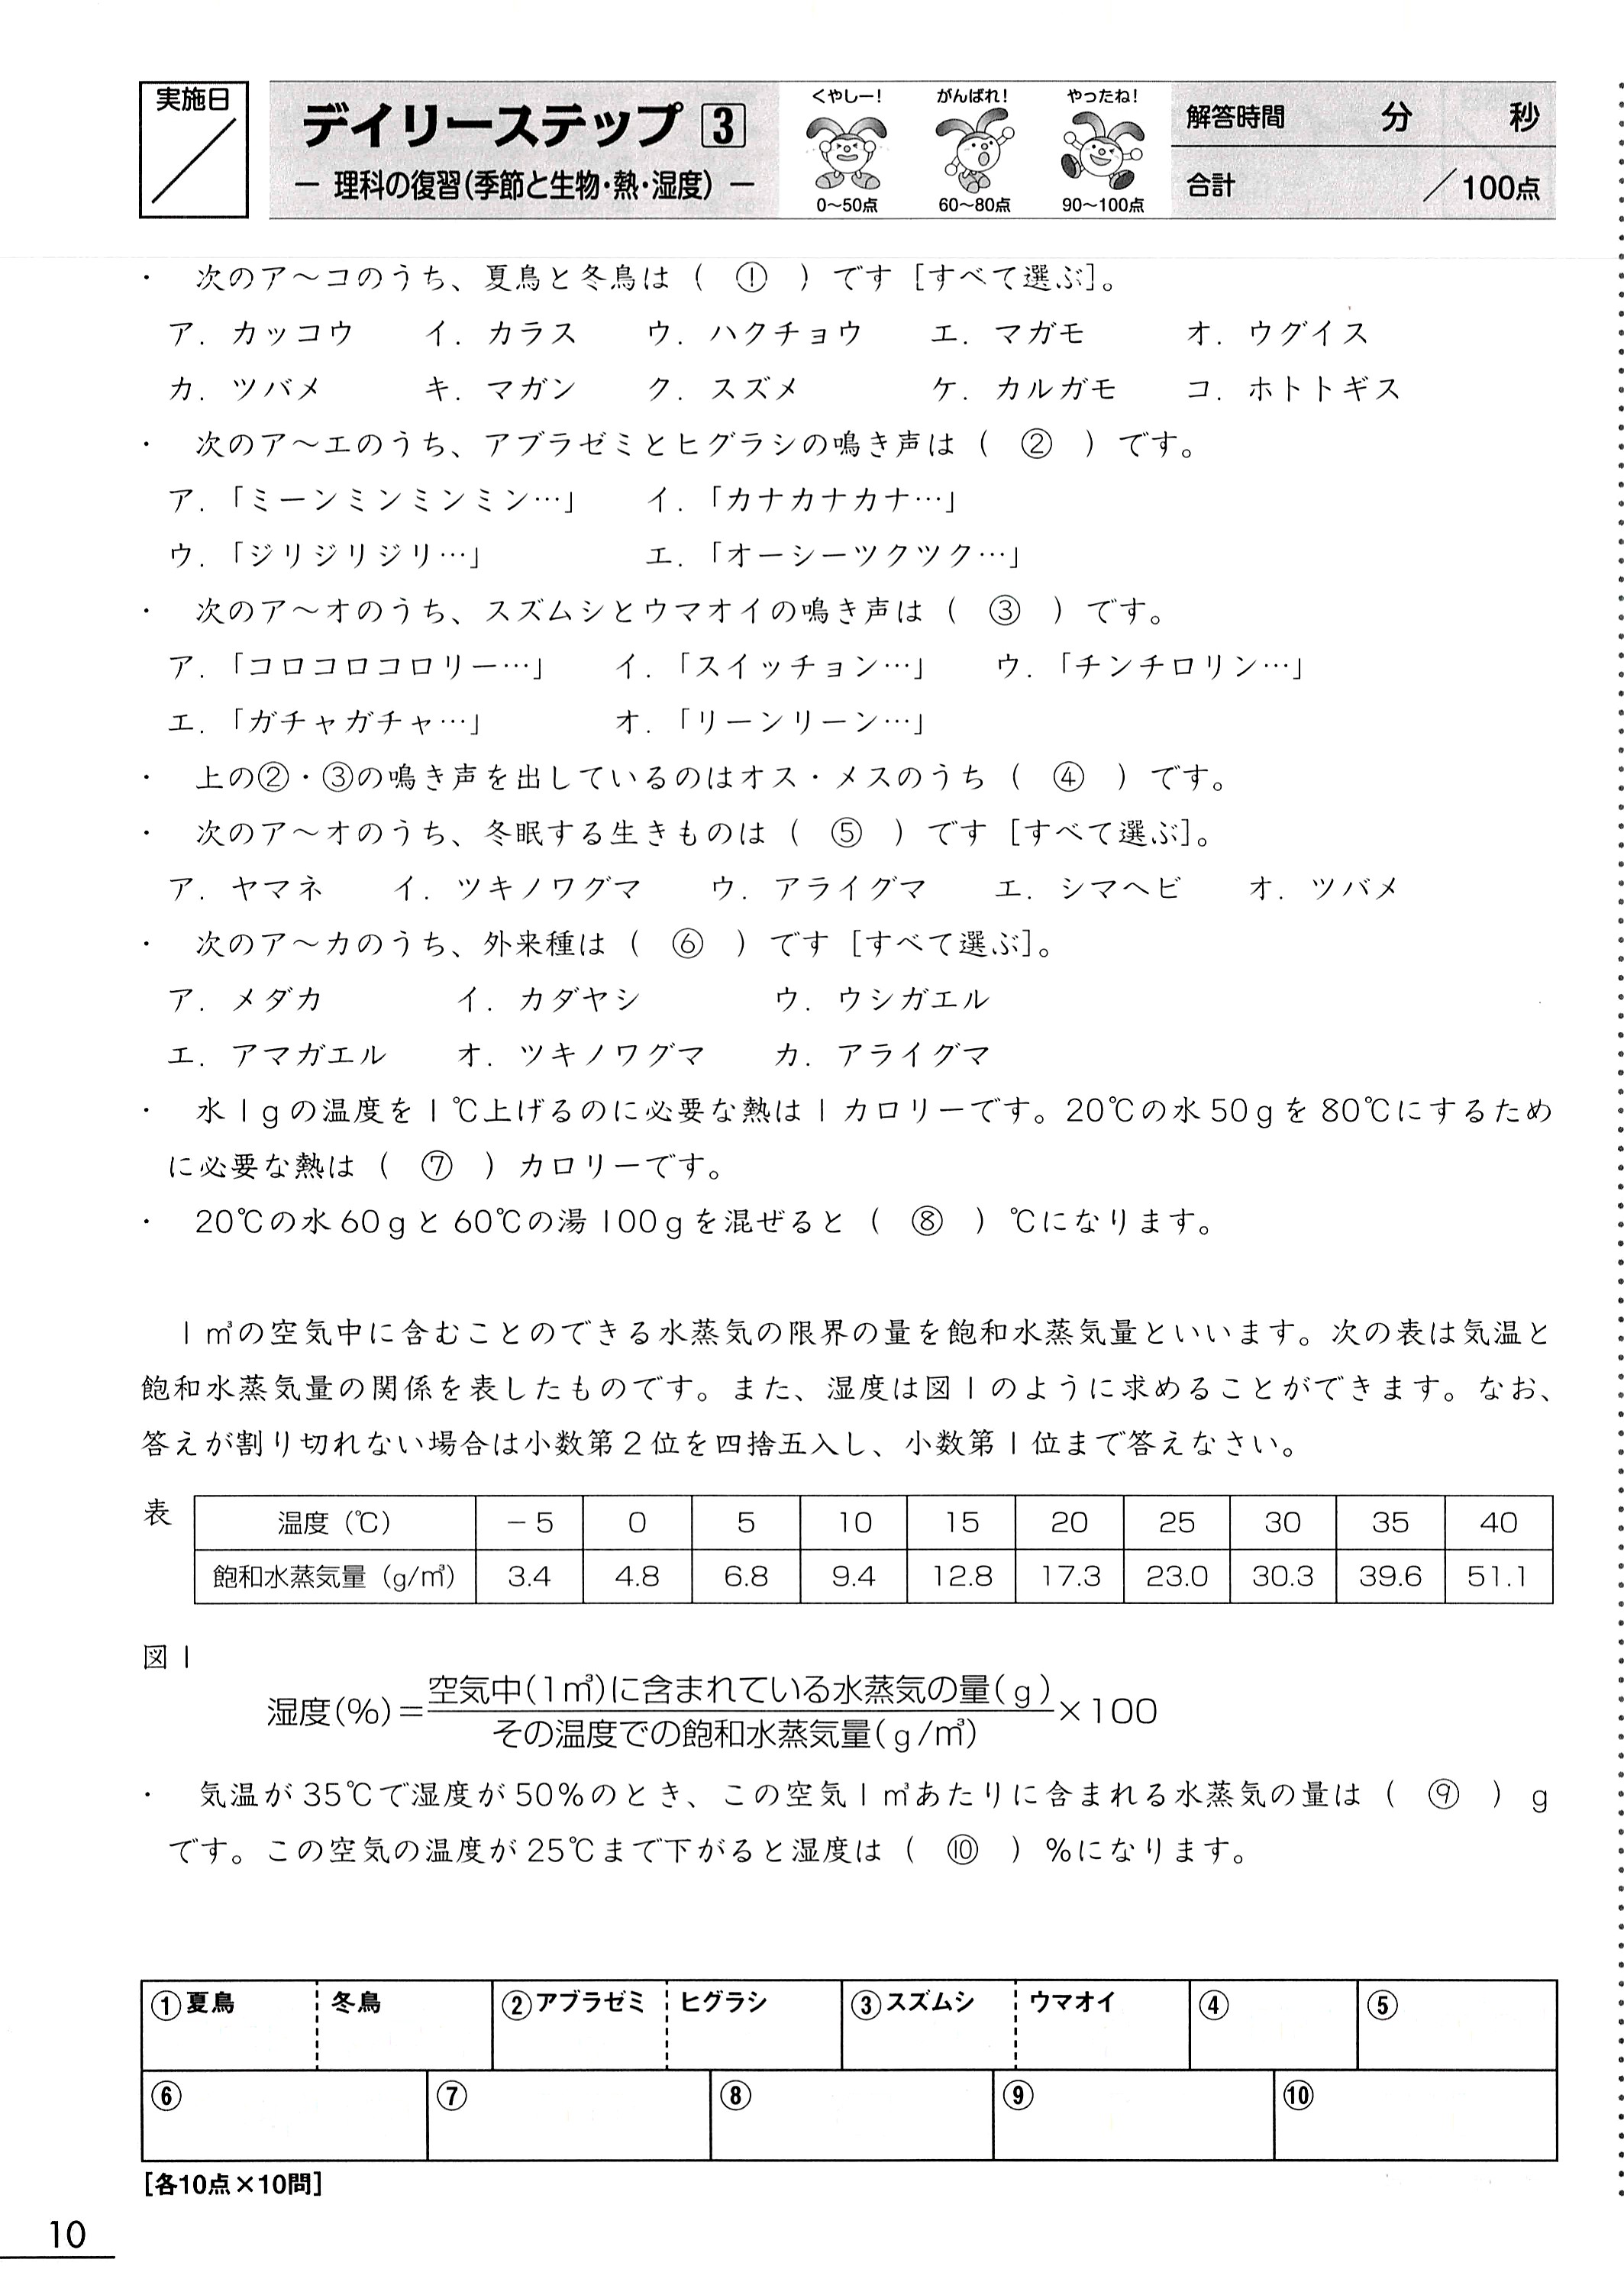 実施日
デイリーステップ 3
― 理科の復習(季節と生物・熱・湿度) ―
くやしー! がんばれ! やったね!
0〜50点 60〜80点 90〜100点
解答時間 分 秒
合計 ／100点
・ 次のア〜コのうち、夏鳥と冬鳥は（ ① ）です［すべて選ぶ］。
ア. カッコウ イ. カラス ウ. ハクチョウ エ. マガモ オ. ウグイス
カ. ツバメ キ. マガン ク. スズメ ケ. カルガモ コ. ホトトギス
・ 次のア〜エのうち、アブラゼミとヒグラシの鳴き声は（ ② ）です。
ア.「ミーンミンミンミン…」 イ.「カナカナカナ…」
ウ.「ジリジリジリ…」 エ.「オーシーツクツク…」
・ 次のア〜オのうち、スズムシとウマオイの鳴き声は（ ③ ）です。
ア.「コロコロコロリー…」 イ.「スイッチョン…」 ウ.「チンチロリン…」
エ.「ガチャガチャ…」 オ.「リーンリーン…」
・ 上の②・③の鳴き声を出しているのはオス・メスのうち（ ④ ）です。
・ 次のア〜オのうち、冬眠する生きものは（ ⑤ ）です［すべて選ぶ］。
ア. ヤマネ イ. ツキノワグマ ウ. アライグマ エ. シマヘビ オ. ツバメ
・ 次のア〜カのうち、外来種は（ ⑥ ）です［すべて選ぶ］。
ア. メダカ イ. カダヤシ ウ. ウシガエル
エ. アマガエル オ. ツキノワグマ カ. アライグマ
・ 水1gの温度を1℃上げるのに必要な熱は1カロリーです。20℃の水50gを80℃にするため
に必要な熱は（ ⑦ ）カロリーです。
・ 20℃の水60gと60℃の湯100gを混ぜると（ ⑧ ）℃になります。
1㎥の空気中に含むことのできる水蒸気の限界の量を飽和水蒸気量といいます。次の表は気温と
飽和水蒸気量の関係を表したものです。また、湿度は図1のように求めることができます。なお、
答えが割り切れない場合は小数第2位を四捨五入し、小数第1位まで答えなさい。
表
温度（℃） －5 0 5 10 15 20 25 30 35 40
飽和水蒸気量（g/㎥） 3.4 4.8 6.8 9.4 12.8 17.3 23.0 30.3 39.6 51.1
図1
空気中(1㎥)に含まれている水蒸気の量(g)
湿度(%)＝ ×100
その温度での飽和水蒸気量(g/㎥)
・ 気温が35℃で湿度が50%のとき、この空気1㎥あたりに含まれる水蒸気の量は（ ⑨ ）g
です。この空気の温度が25℃まで下がると湿度は（ ⑩ ）%になります。
①夏鳥 冬鳥 ②アブラゼミ ヒグラシ ③スズムシ ウマオイ ④ ⑤
⑥ ⑦ ⑧ ⑨ ⑩
［各10点×10問］
10